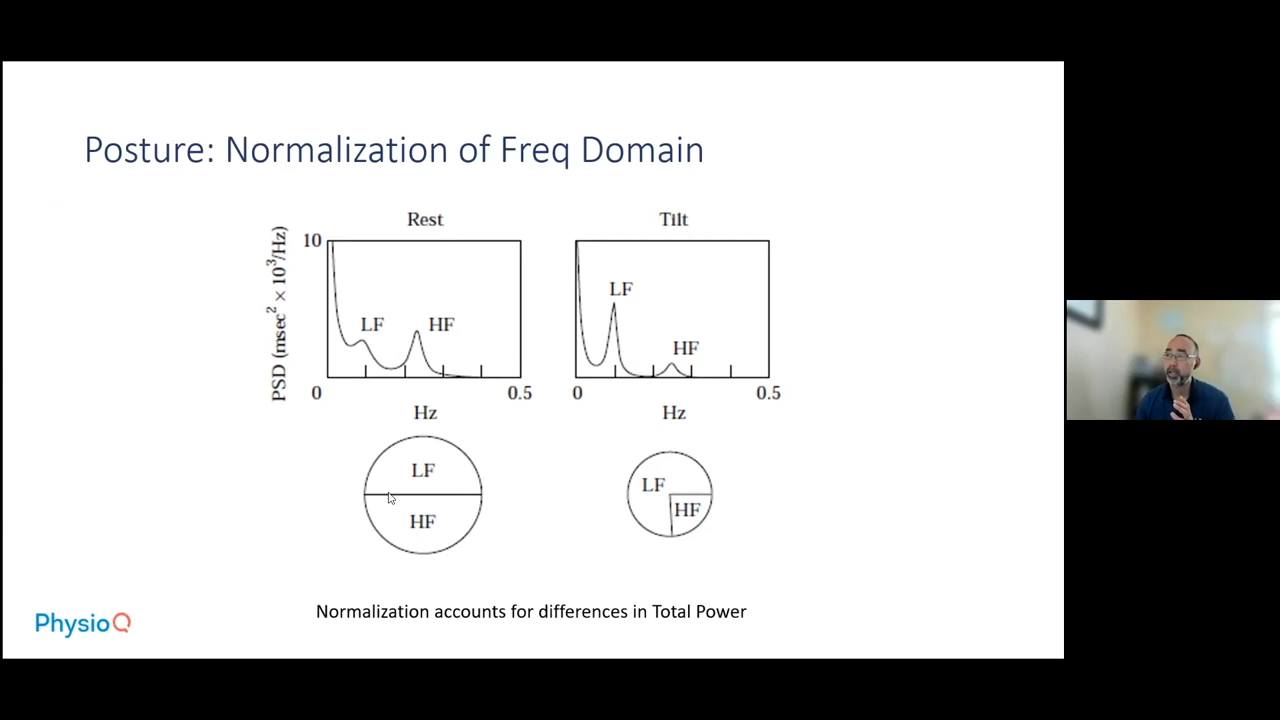 Posture: Normalization of Freq Domain
Rest
PSD (msec² × 10³/Hz)
10
LF
HF
0
0.5
Hz
LF
HF
Tilt
LF
HF
0
0.5
Hz
LF
HF
Normalization accounts for differences in Total Power
PhysioQ